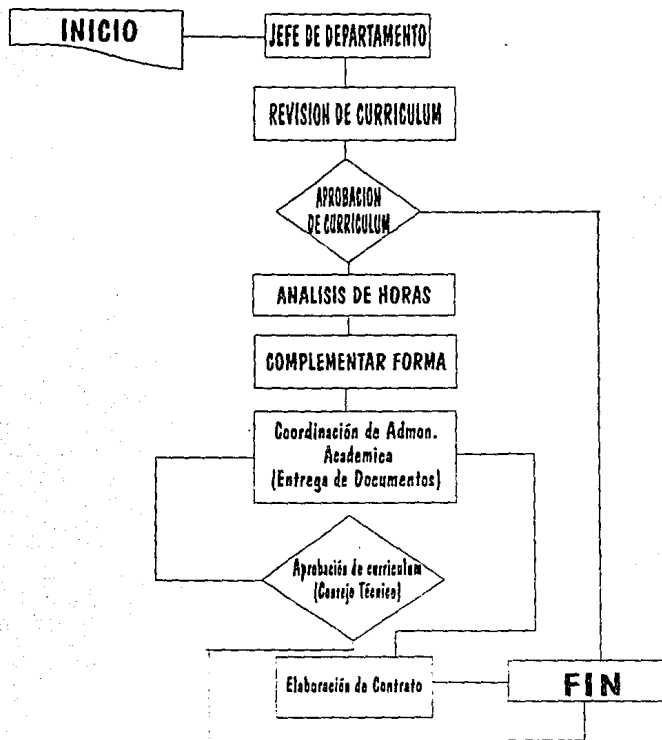 INICIO
JEFE DE DEPARTAMENTO
REVISION DE CURRICULUM
APROBACION
DE CURRICULUM
ANALISIS DE HORAS
COMPLEMENTAR FORMA
Coordinación de Admon.
Academica
(Entrega de Documentos)
Aprobación de curriculum
(Consejo Técnico)
Elaboración de Contrato
FIN